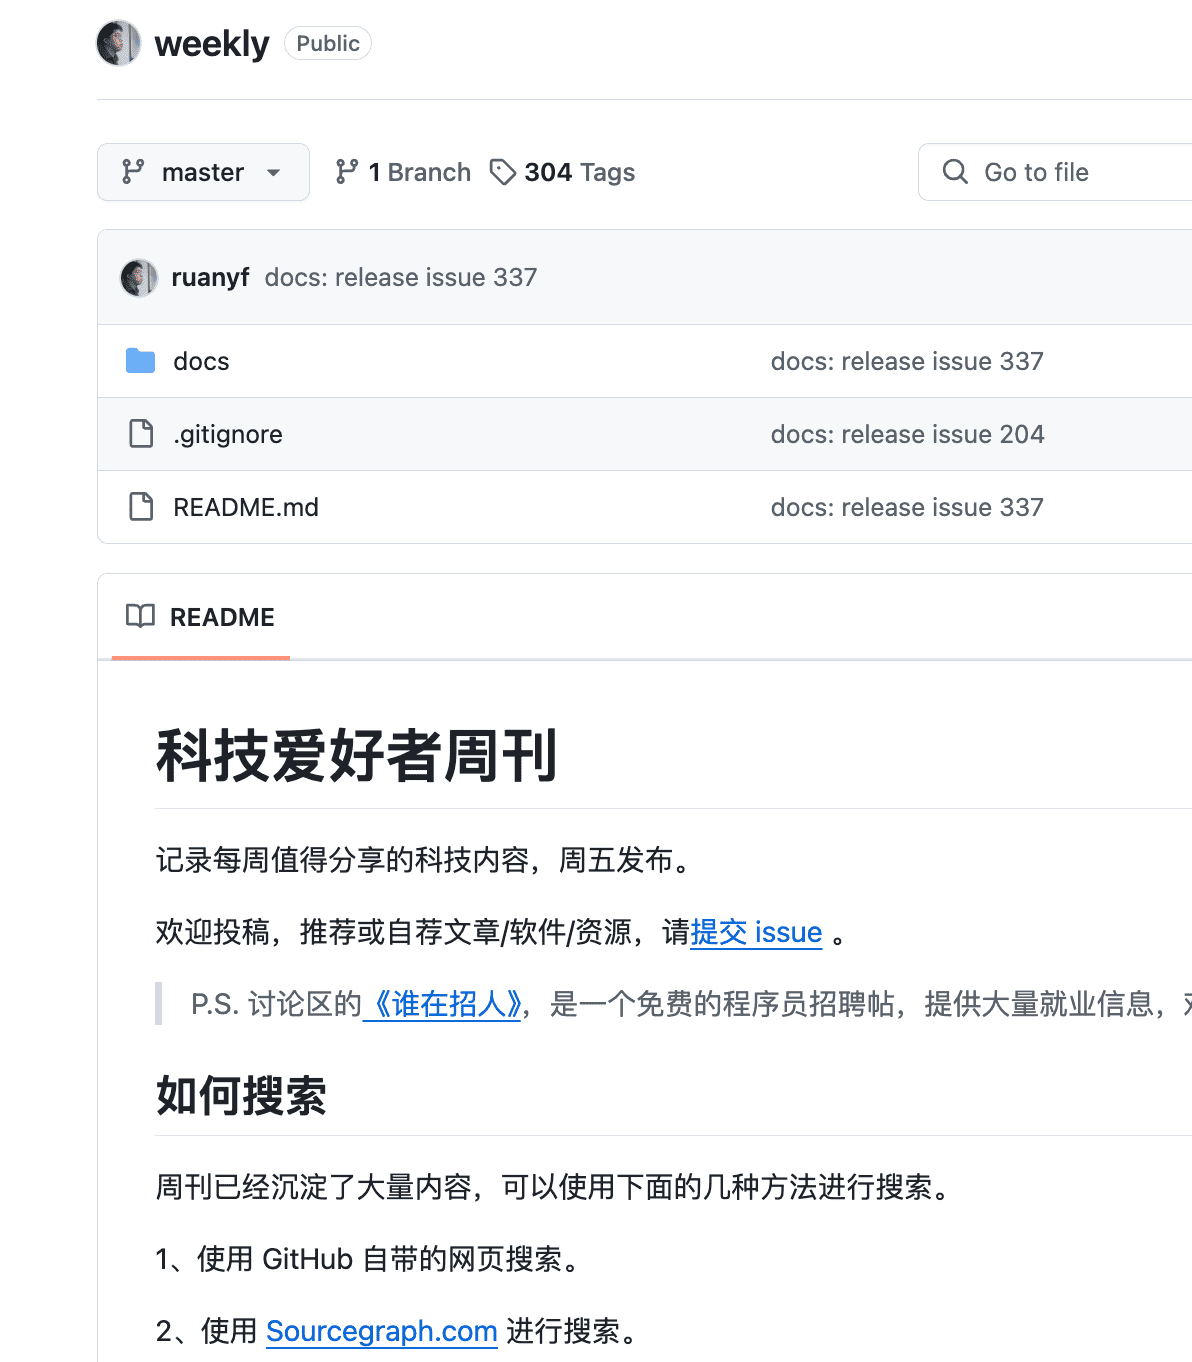 weekly Public
master 1 Branch 304 Tags Go to file
ruanyf docs: release issue 337
docs docs: release issue 337
.gitignore docs: release issue 204
README.md docs: release issue 337
README
科技爱好者周刊
记录每周值得分享的科技内容，周五发布。
欢迎投稿，推荐或自荐文章/软件/资源，请提交 issue 。
P.S. 讨论区的《谁在招人》，是一个免费的程序员招聘帖，提供大量就业信息，
如何搜索
周刊已经沉淀了大量内容，可以使用下面的几种方法进行搜索。
1、使用 GitHub 自带的网页搜索。
2、使用 Sourcegraph.com 进行搜索。